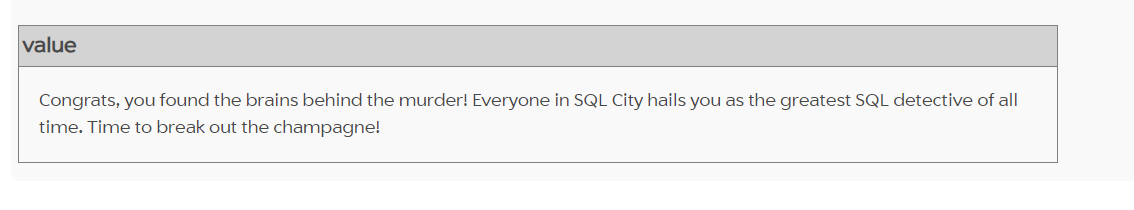 value
Congrats, you found the brains behind the murder! Everyone in SQL City hails you as the greatest SQL detective of all
time. Time to break out the champagne!